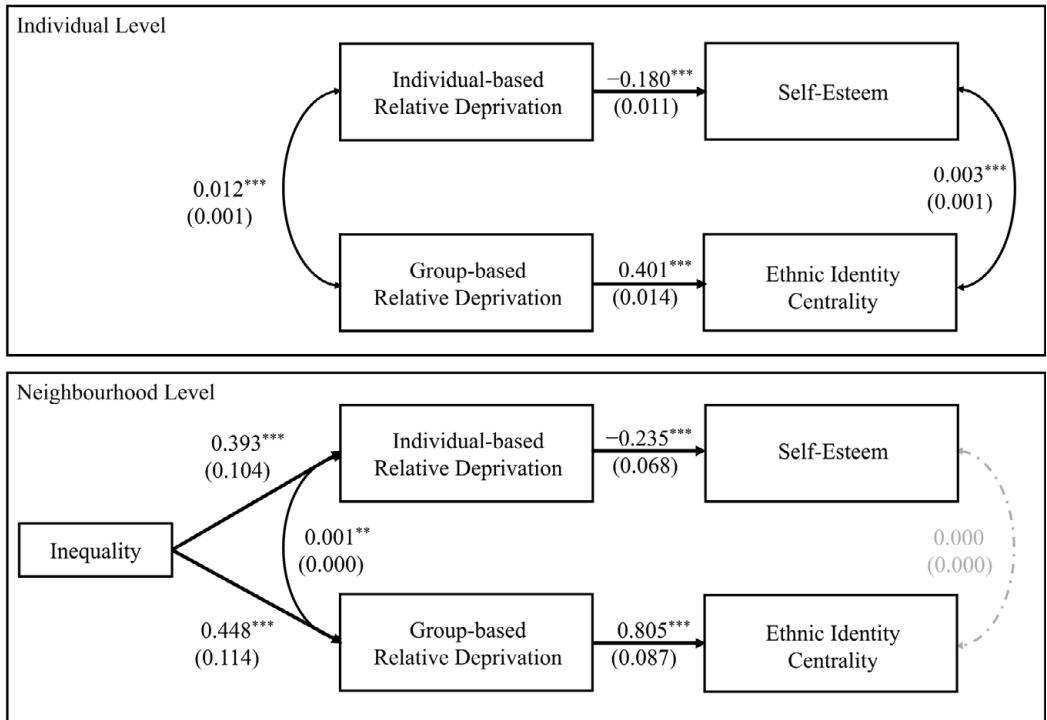 Individual Level
Individual-based
Relative Deprivation
−0.180***
(0.011)
Self-Esteem
0.012***
(0.001)
0.003***
(0.001)
Group-based
Relative Deprivation
0.401***
(0.014)
Ethnic Identity
Centrality
Neighbourhood Level
0.393***
(0.104)
Individual-based
Relative Deprivation
−0.235***
(0.068)
Self-Esteem
Inequality
0.001**
(0.000)
0.000
(0.000)
0.448***
(0.114)
Group-based
Relative Deprivation
0.805***
(0.087)
Ethnic Identity
Centrality